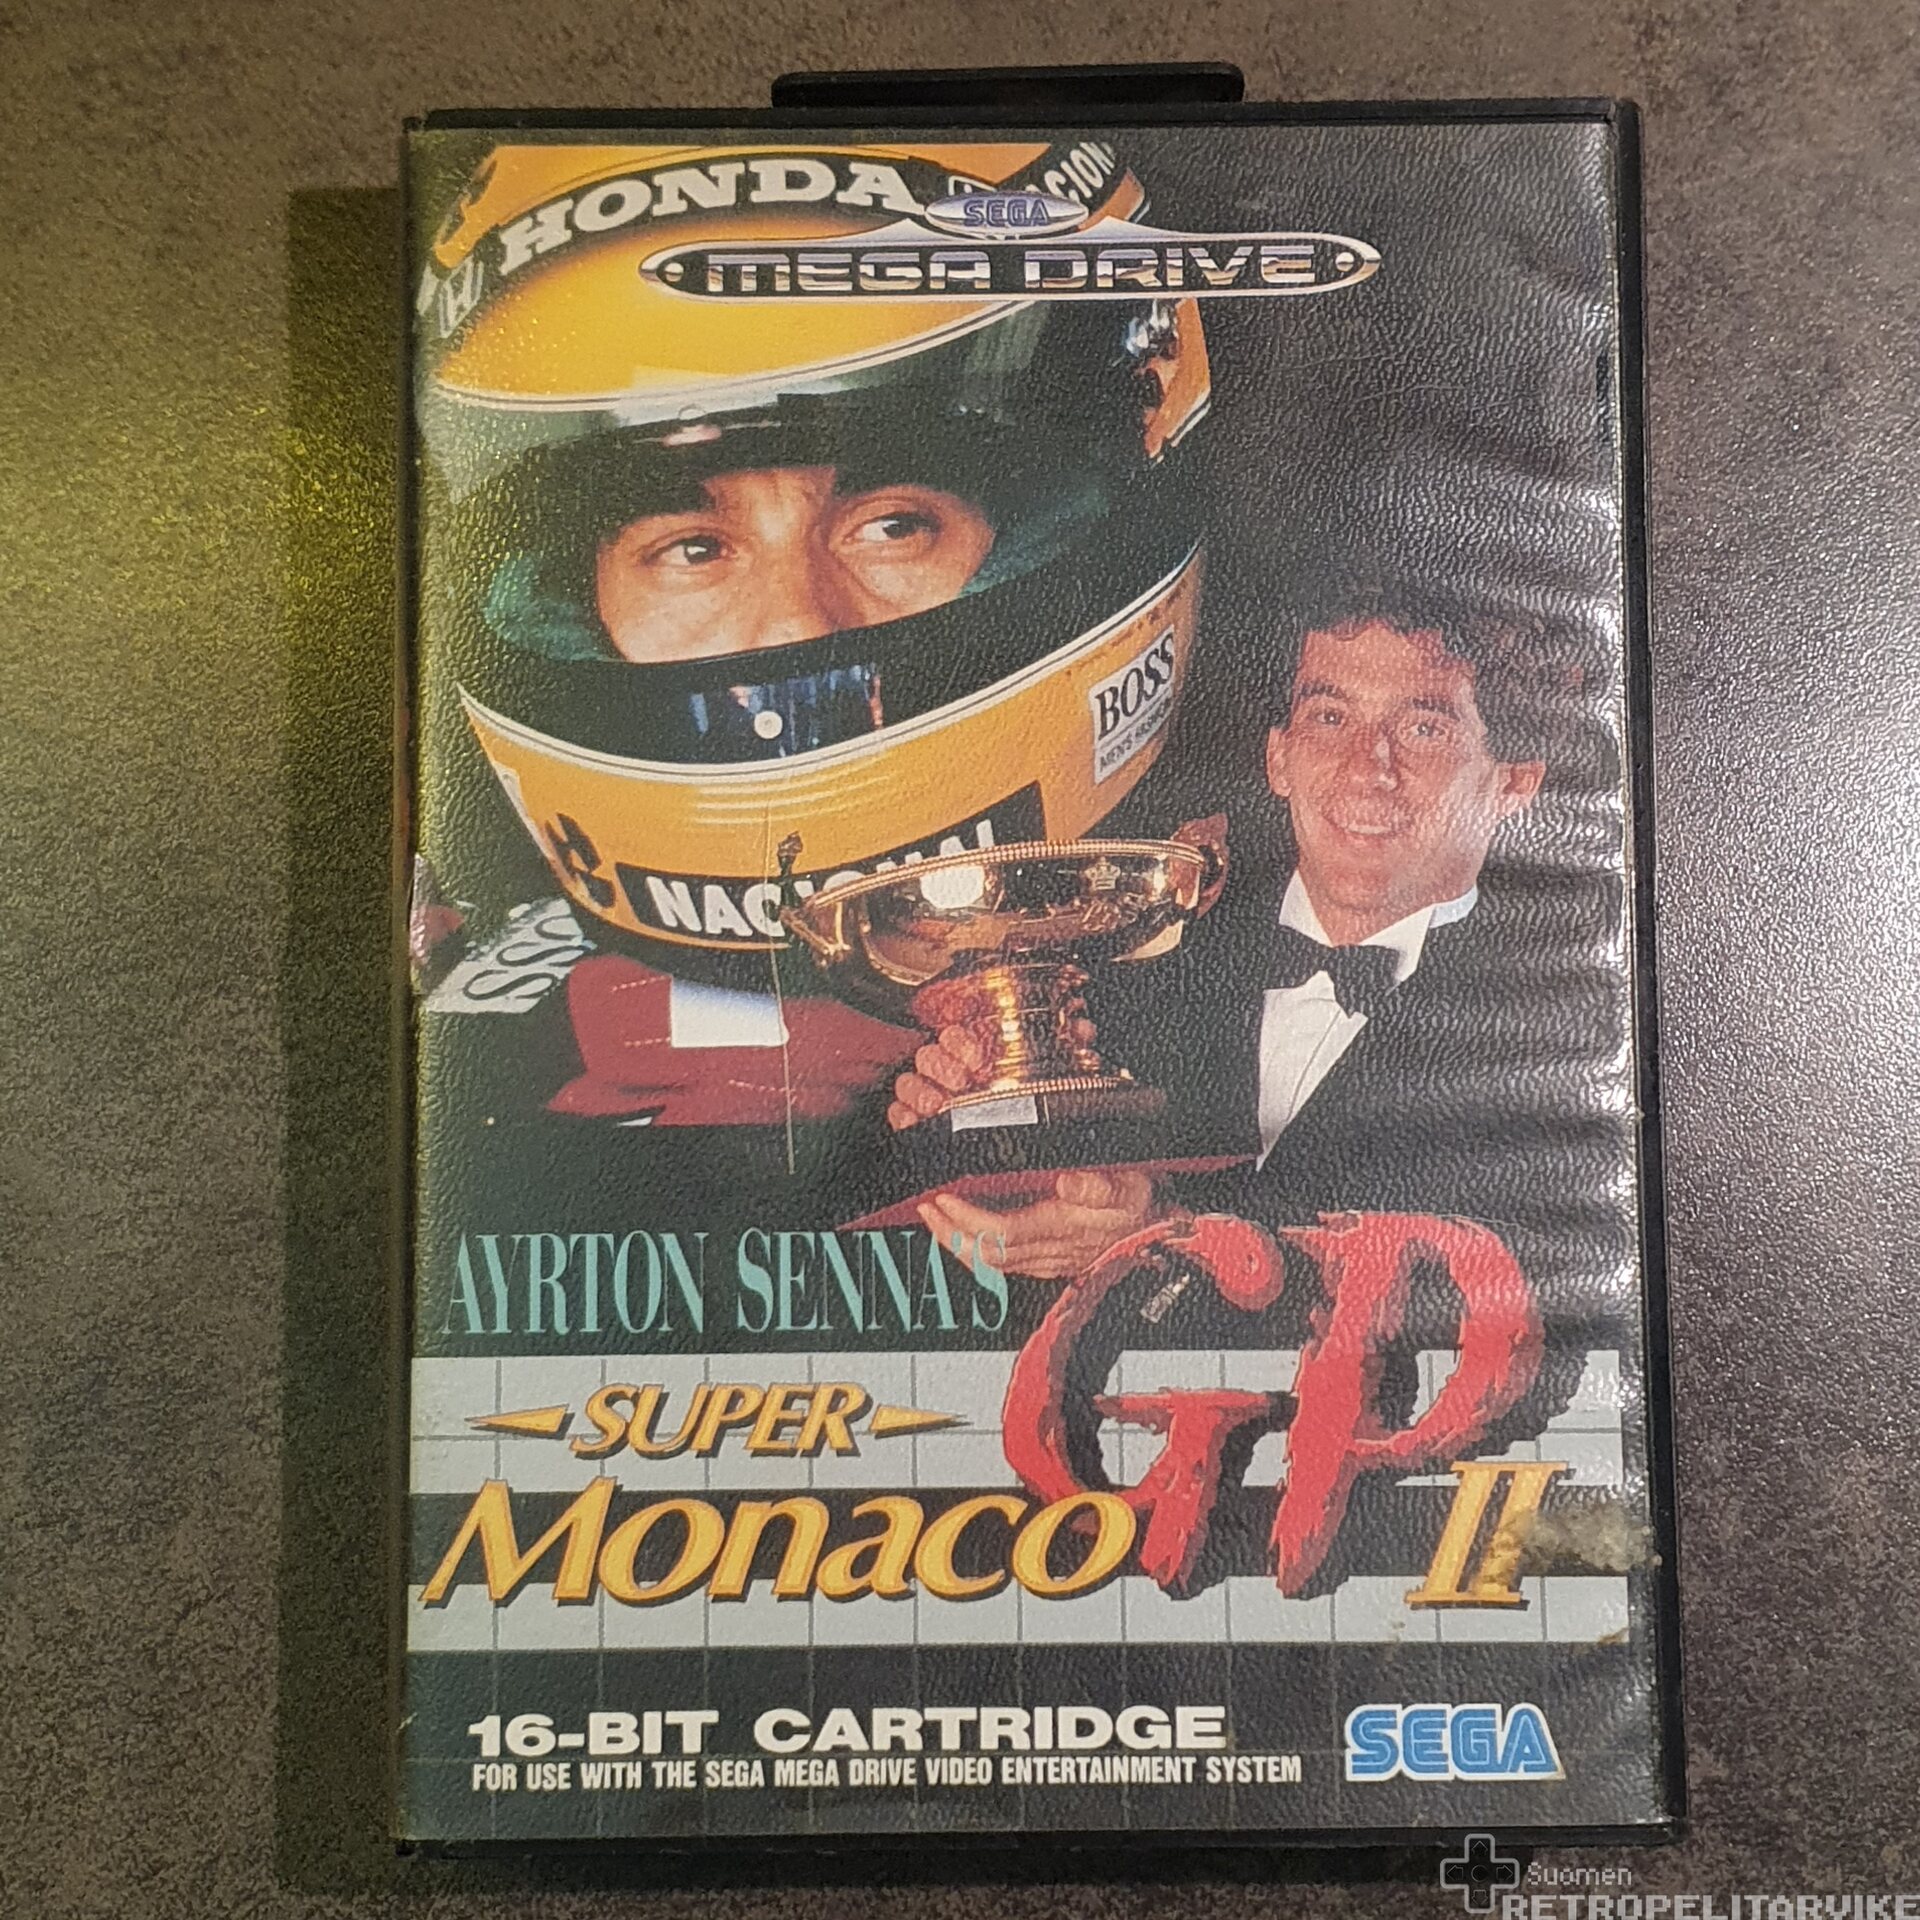 HONDA
SEGA
MEGA DRIVE
BOSS
NACIONAL
AYRTON SENNA'S
SUPER
Monaco GP II
16-BIT CARTRIDGE
FOR USE WITH THE SEGA MEGA DRIVE VIDEO ENTERTAINMENT SYSTEM
SEGA
Suomen
RETROPELITARVIKE